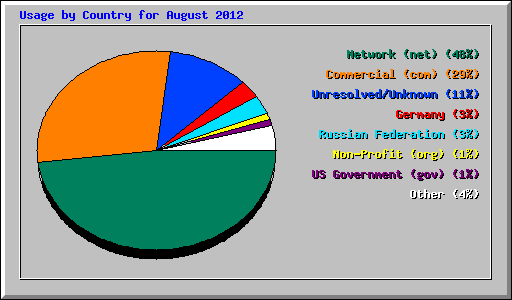 Usage by Country for August 2012
Network (net) (48%)
Commercial (com) (29%)
Unresolved/Unknown (11%)
Germany (3%)
Russian Federation (3%)
Non-Profit (org) (1%)
US Government (gov) (1%)
Other (4%)